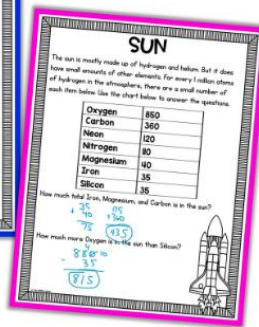 SUN
The sun is mostly made up of hydrogen and helium. But it does
have small amounts of other elements. For every 1 million atoms
of hydrogen in the atmosphere, there are a small number of
each item below. Use the chart below to answer the questions.
Oxygen 850
Carbon 360
Neon 120
Nitrogen 110
Magnesium 40
Iron 35
Silicon 35
How much total Iron, Magnesium, and Carbon is in the sun?
35 75
+ 40 +360
75 435
How much more Oxygen is in the sun than Silicon?
4
850 10
- 35
815